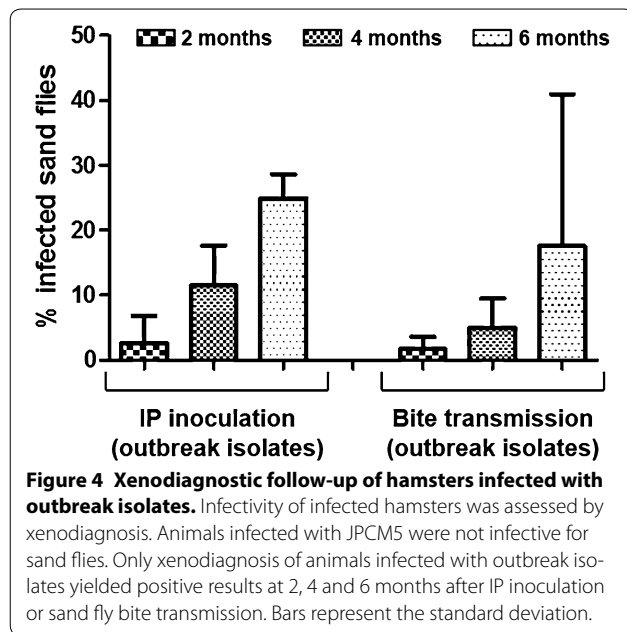 2 months 4 months 6 months
50
40
30
20
10
0
% infected sand flies
IP inoculation Bite transmission
(outbreak isolates) (outbreak isolates)
Figure 4 Xenodiagnostic follow-up of hamsters infected with
outbreak isolates. Infectivity of infected hamsters was assessed by
xenodiagnosis. Animals infected with JPCM5 were not infective for
sand flies. Only xenodiagnosis of animals infected with outbreak iso-
lates yielded positive results at 2, 4 and 6 months after IP inoculation
or sand fly bite transmission. Bars represent the standard deviation.